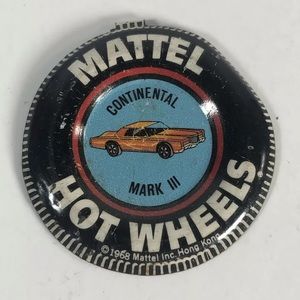 MATTEL
CONTINENTAL
MARK III
HOT WHEELS
©1968 Mattel Inc. Hong Kong